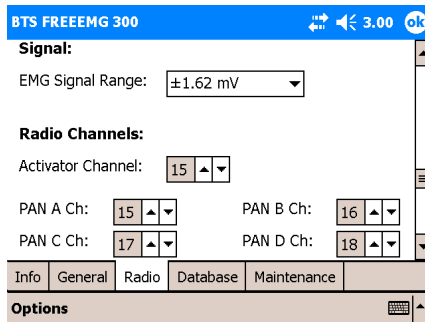 BTS FREEEMG 300 3.00 ok
Signal:
EMG Signal Range: ±1.62 mV
Radio Channels:
Activator Channel: 15
PAN A Ch: 15 PAN B Ch: 16
PAN C Ch: 17 PAN D Ch: 18
Info General Radio Database Maintenance
Options